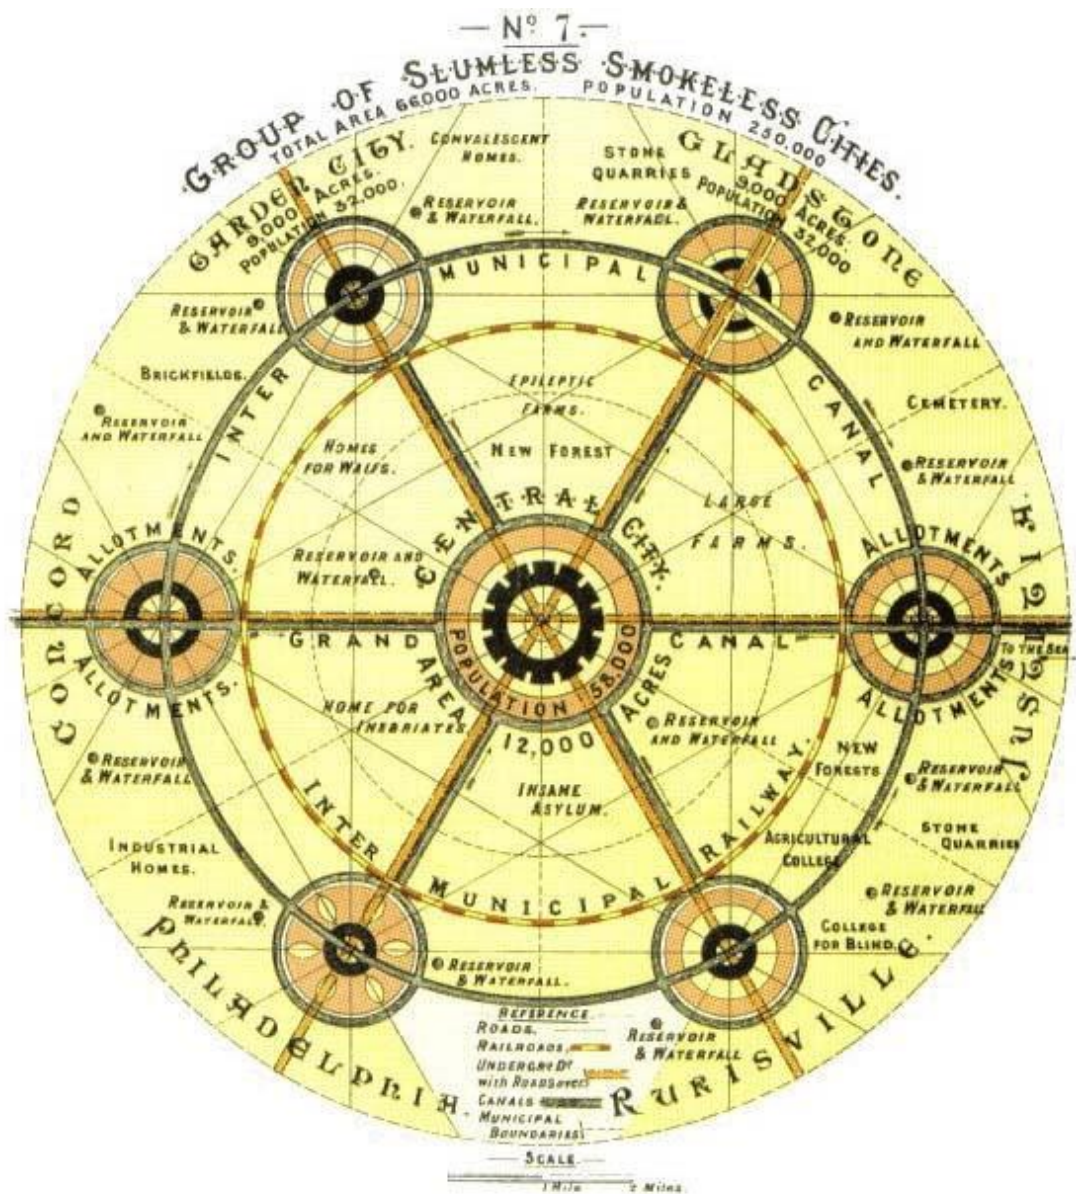 — Nº 7. —
GROUP OF SLUMLESS SMOKELESS CITIES.
TOTAL AREA 66,000 ACRES. POPULATION 250,000
GARDEN CITY.
9,000 ACRES.
POPULATION 32,000.
CONVALESCENT
HOMES.
STONE
QUARRIES
GLADSTONE
9,000 ACRES.
POPULATION 32,000
RESERVOIR
& WATERFALL.
RESERVOIR &
WATERFALL.
INTER MUNICIPAL CANAL
RESERVOIR
& WATERFALL
RESERVOIR
AND WATERFALL
BRICKFIELDS.
EPILEPTIC
FARMS.
CEMETERY.
RESERVOIR
AND WATERFALL
HOMES
FOR WAIFS.
NEW FOREST
RESERVOIR
& WATERFALL
LARGE
FARMS.
CENTRAL CITY.
CONCORD
ALLOTMENTS.
RESERVOIR AND
WATERFALL.
ALLOTMENTS
JUSTITIA
GRAND CANAL
TO THE SEA
POPULATION 58,000
AREA 12,000 ACRES
ALLOTMENTS.
ALLOTMENTS
HOME FOR
INEBRIATES.
RESERVOIR
AND WATERFALL
RESERVOIR
& WATERFALL
NEW
FORESTS
RESERVOIR
& WATERFALL
INSANE
ASYLUM.
INTER MUNICIPAL RAILWAY.
INDUSTRIAL
HOMES.
AGRICULTURAL
COLLEGE
STONE
QUARRIES
RESERVOIR &
WATERFALL
RESERVOIR
& WATERFALL
COLLEGE
FOR BLIND.
PHILADELPHIA.
RESERVOIR
& WATERFALL.
RURISVILLE.
REFERENCE
ROADS.
RAILROADS.
UNDERGRD Dº
with ROADS over
CANALS
MUNICIPAL
BOUNDARIES
RESERVOIR
& WATERFALL
— SCALE. —
1 Mile 2 Miles.